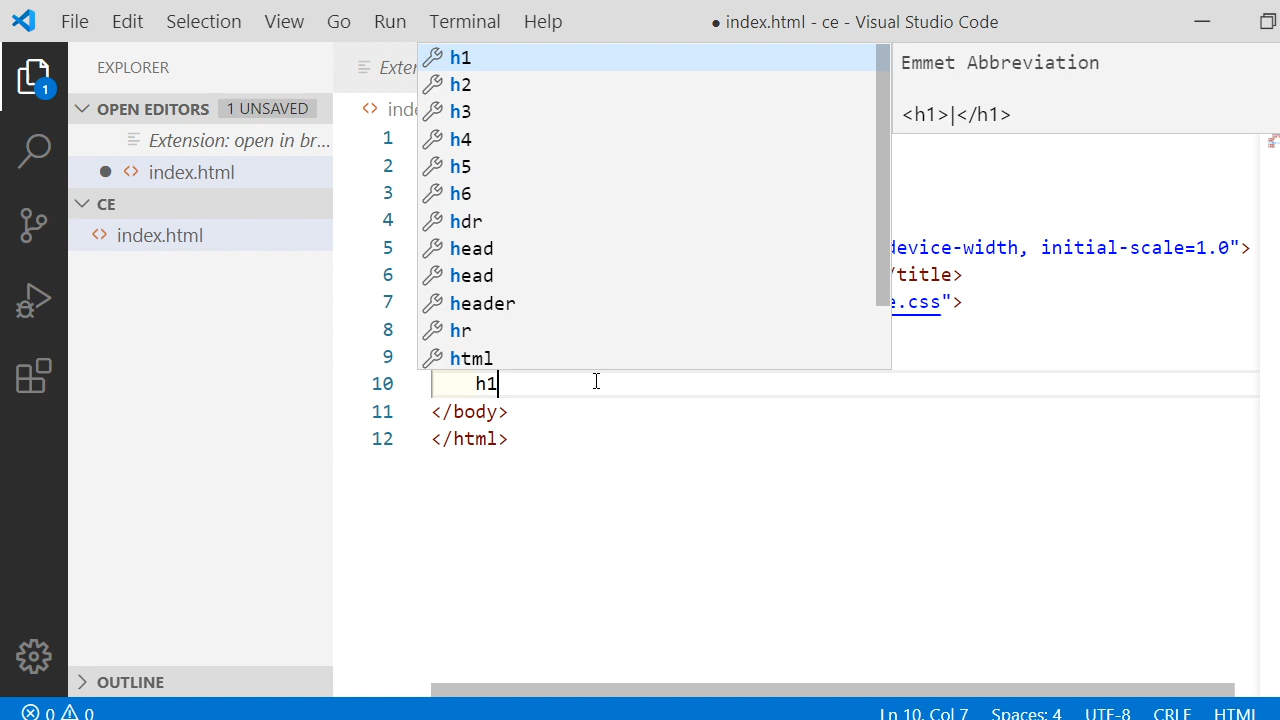 File Edit Selection View Go Run Terminal Help ● index.html - ce - Visual Studio Code
1
EXPLORER
OPEN EDITORS 1 UNSAVED
Extension: open in br...
● <> index.html
CE
<> index.html
OUTLINE
Exter
<>
h1
h2
h3
h4
h5
h6
hdr
head
head
header
hr
html
Emmet Abbreviation
<h1>|</h1>
1
2
3
4
5 device-width, initial-scale=1.0">
6 /title>
7 e.css">
8
9
10 h1
11 </body>
12 </html>
0 0 Ln 10, Col 7 Spaces: 4 UTF-8 CRLF HTML